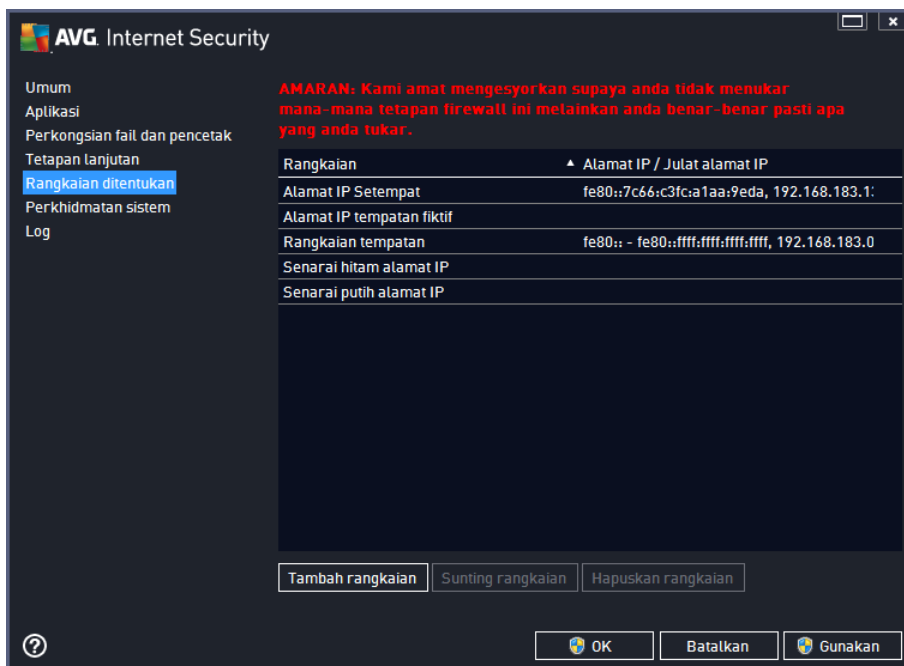 AVG. Internet Security
Umum
Aplikasi
Perkongsian fail dan pencetak
Tetapan lanjutan
Rangkaian ditentukan
Perkhidmatan sistem
Log
AMARAN: Kami amat mengesyorkan supaya anda tidak menukar
mana-mana tetapan firewall ini melainkan anda benar-benar pasti apa
yang anda tukar.
Rangkaian Alamat IP / Julat alamat IP
Alamat IP Setempat fe80::7c66:c3fc:a1aa:9eda, 192.168.183.1
Alamat IP tempatan fiktif
Rangkaian tempatan fe80:: - fe80::ffff:ffff:ffff:ffff, 192.168.183.0
Senarai hitam alamat IP
Senarai putih alamat IP
Tambah rangkaian Sunting rangkaian Hapuskan rangkaian
OK Batalkan Gunakan